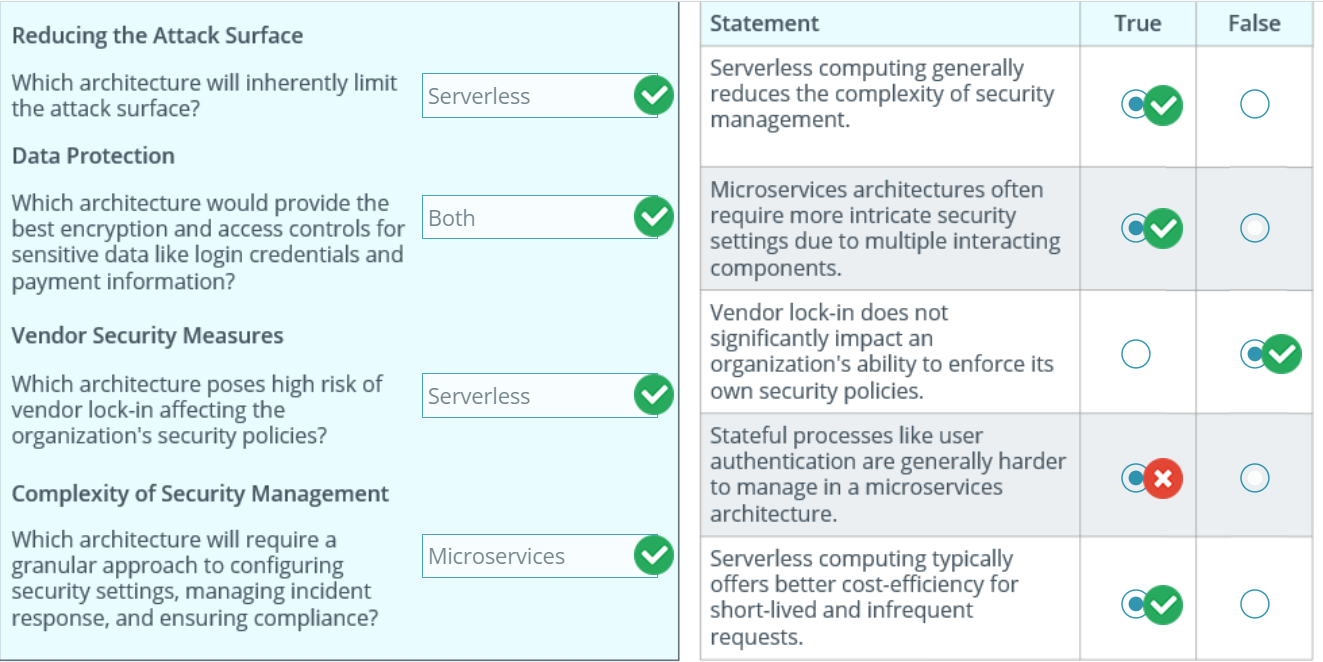 Reducing the Attack Surface
Which architecture will inherently limit
the attack surface?
Serverless
Data Protection
Which architecture would provide the
best encryption and access controls for
sensitive data like login credentials and
payment information?
Both
Vendor Security Measures
Which architecture poses high risk of
vendor lock-in affecting the
organization's security policies?
Serverless
Complexity of Security Management
Which architecture will require a
granular approach to configuring
security settings, managing incident
response, and ensuring compliance?
Microservices
Statement True False
Serverless computing generally
reduces the complexity of security
management.
Microservices architectures often
require more intricate security
settings due to multiple interacting
components.
Vendor lock-in does not
significantly impact an
organization's ability to enforce its
own security policies.
Stateful processes like user
authentication are generally harder
to manage in a microservices
architecture.
Serverless computing typically
offers better cost-efficiency for
short-lived and infrequent
requests.